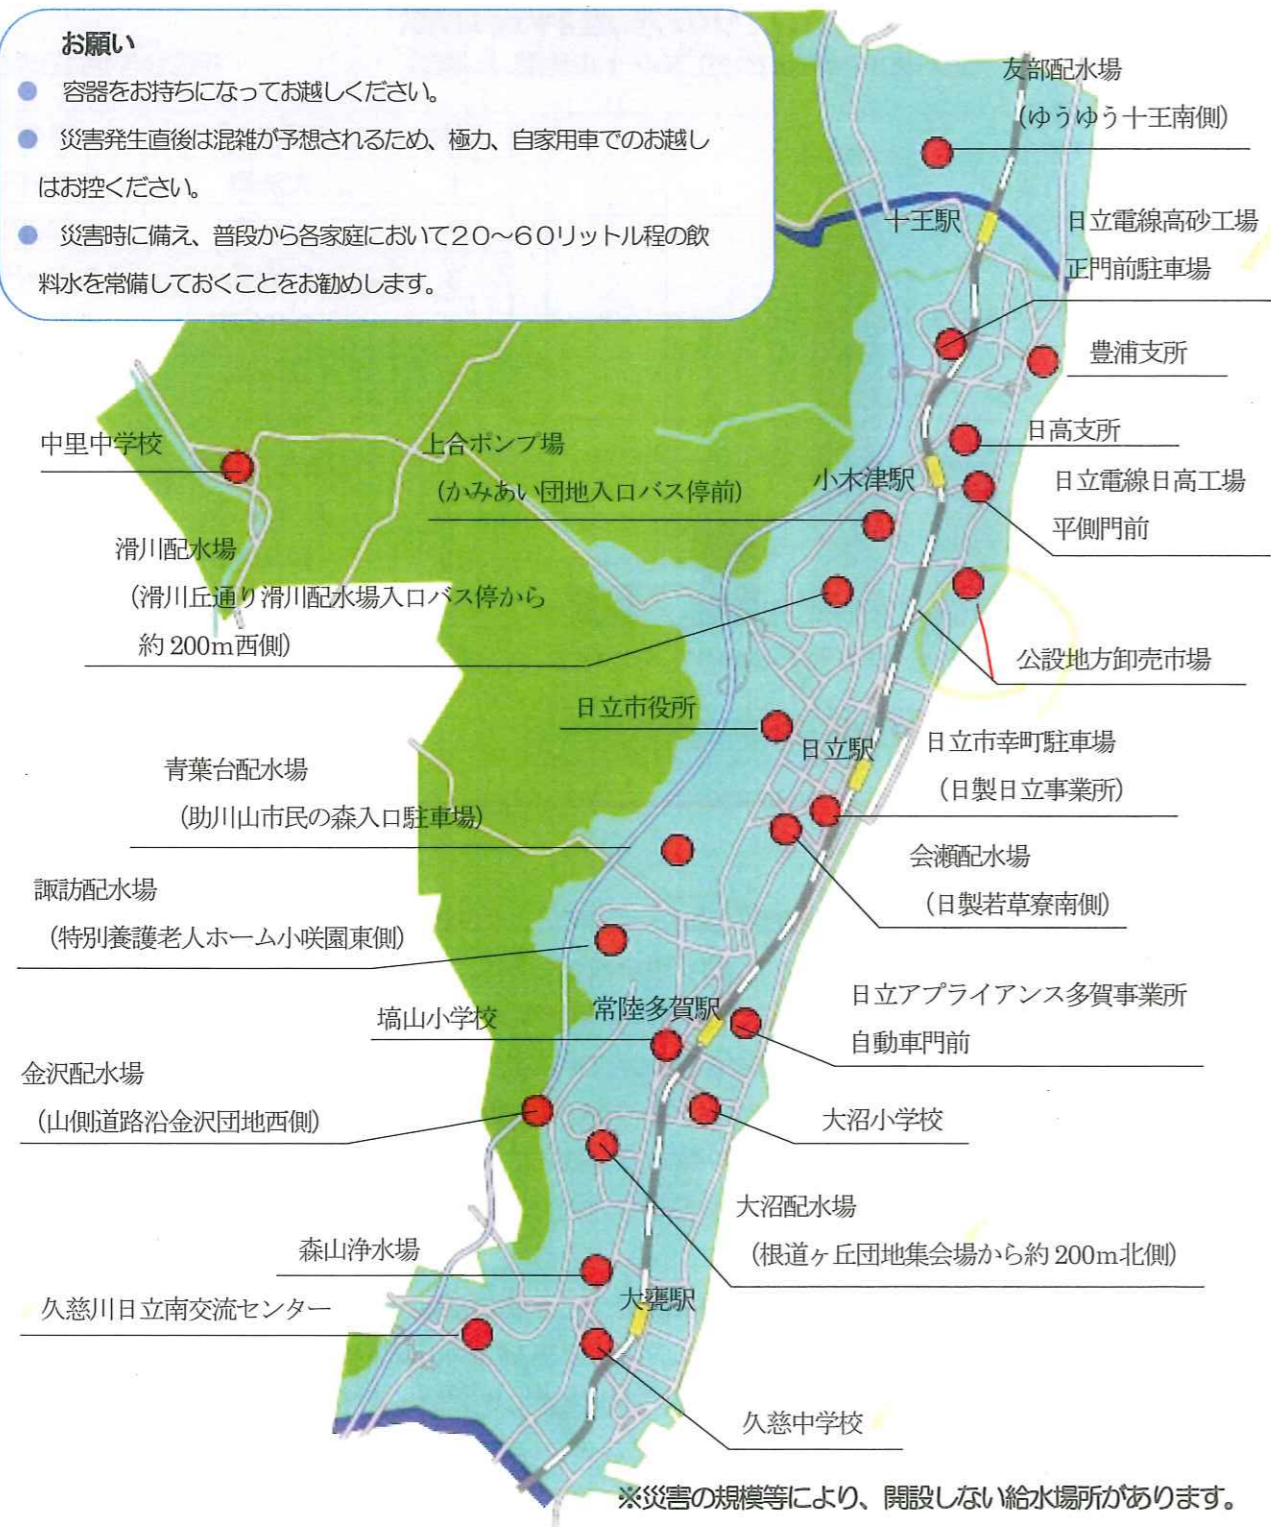 お願い
● 容器をお持ちになってお越しください。
● 災害発生直後は混雑が予想されるため、極力、自家用車でのお越し
はお控ください。
● 災害時に備え、普段から各家庭において20～60リットル程の飲
料水を常備しておくことをお勧めします。
友部配水場
(ゆうゆう十王南側)
十王駅
日立電線高砂工場
正門前駐車場
豊浦支所
日高支所
中里中学校
上合ポンプ場
(かみあい団地入口バス停前)
小木津駅
日立電線日高工場
平側門前
滑川配水場
(滑川丘通り滑川配水場入口バス停から
約200m西側)
公設地方卸売市場
日立市役所
日立駅
日立市幸町駐車場
(日製日立事業所)
青葉台配水場
(助川山市民の森入口駐車場)
会瀬配水場
(日製若草寮南側)
諏訪配水場
(特別養護老人ホーム小咲園東側)
塙山小学校
常陸多賀駅
日立アプライアンス多賀事業所
自動車門前
金沢配水場
(山側道路沿金沢団地西側)
大沼小学校
大沼配水場
(根道ヶ丘団地集会場から約200m北側)
森山浄水場
大甕駅
久慈川日立南交流センター
久慈中学校
※災害の規模等により、開設しない給水場所があります。